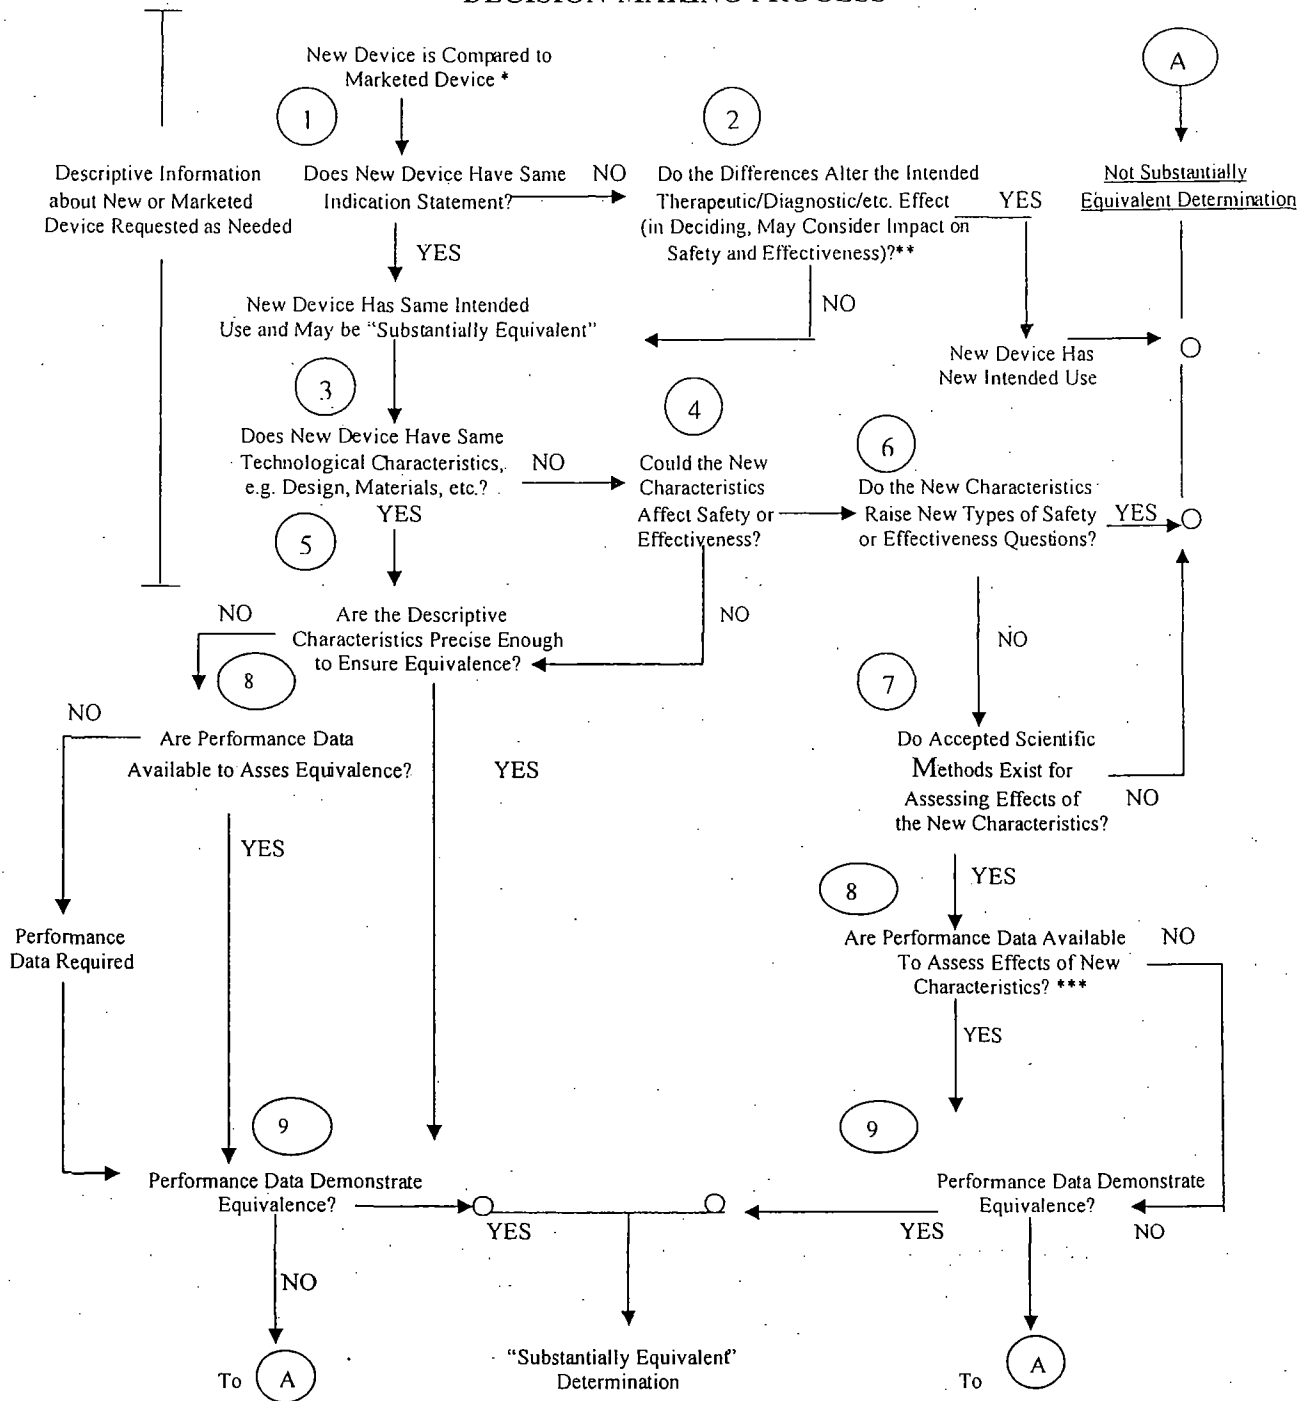 DECISION MAKING PROCESS
New Device is Compared to
Marketed Device *
A
1
2
Descriptive Information
about New or Marketed
Device Requested as Needed
Does New Device Have Same
Indication Statement?
NO
Do the Differences Alter the Intended
Therapeutic/Diagnostic/etc. Effect
(in Deciding, May Consider Impact on
Safety and Effectiveness)?**
YES
Not Substantially
Equivalent Determination
YES
NO
New Device Has Same Intended
Use and May be "Substantially Equivalent"
New Device Has
New Intended Use
3
4
6
Does New Device Have Same
Technological Characteristics,
e.g. Design, Materials, etc.?
NO
Could the New
Characteristics
Affect Safety or
Effectiveness?
Do the New Characteristics
Raise New Types of Safety
or Effectiveness Questions?
YES
YES
5
NO
Are the Descriptive
Characteristics Precise Enough
to Ensure Equivalence?
NO
NO
8
7
NO
Are Performance Data
Available to Asses Equivalence?
YES
Do Accepted Scientific
Methods Exist for
Assessing Effects of
the New Characteristics?
NO
YES
YES
8
Performance
Data Required
Are Performance Data Available
To Assess Effects of New
Characteristics? ***
NO
YES
9
9
Performance Data Demonstrate
Equivalence?
YES
Performance Data Demonstrate
Equivalence?
YES
NO
NO
To
A
"Substantially Equivalent"
Determination
To
A